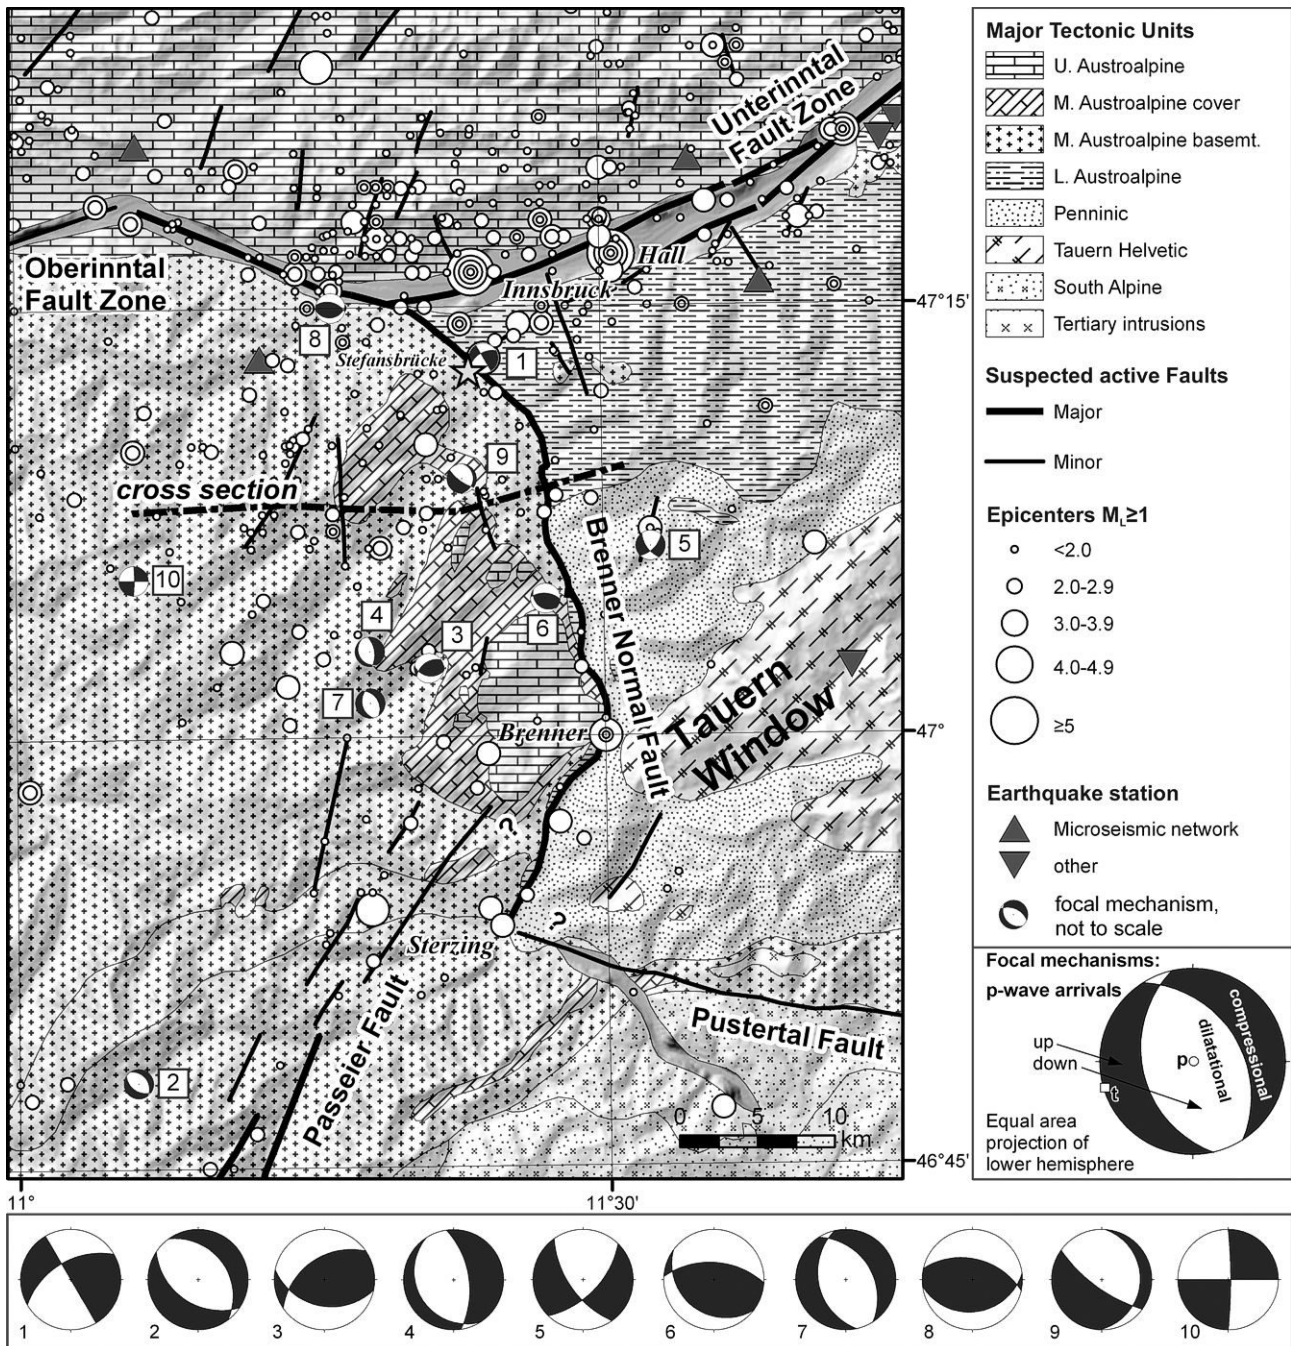 Unterinntal
Fault Zone
Oberinntal
Fault Zone
Hall
Innsbruck
47°15'
8
Stefansbrücke
1
9
cross section
5
10
4
3
6
Brenner Normal Fault
7
Tauern
Window
Brenner
47°
?
?
Sterzing
Passeier Fault
Pustertal Fault
2
0 5 10
km
46°45'
11°
11°30'
Major Tectonic Units
U. Austroalpine
M. Austroalpine cover
M. Austroalpine basemt.
L. Austroalpine
Penninic
Tauern Helvetic
South Alpine
Tertiary intrusions
Suspected active Faults
Major
Minor
Epicenters ML≥1
<2.0
2.0-2.9
3.0-3.9
4.0-4.9
≥5
Earthquake station
Microseismic network
other
focal mechanism,
not to scale
Focal mechanisms:
p-wave arrivals
compressional
dilatational
up
down
p
t
Equal area
projection of
lower hemisphere
1 2 3 4 5 6 7 8 9 10